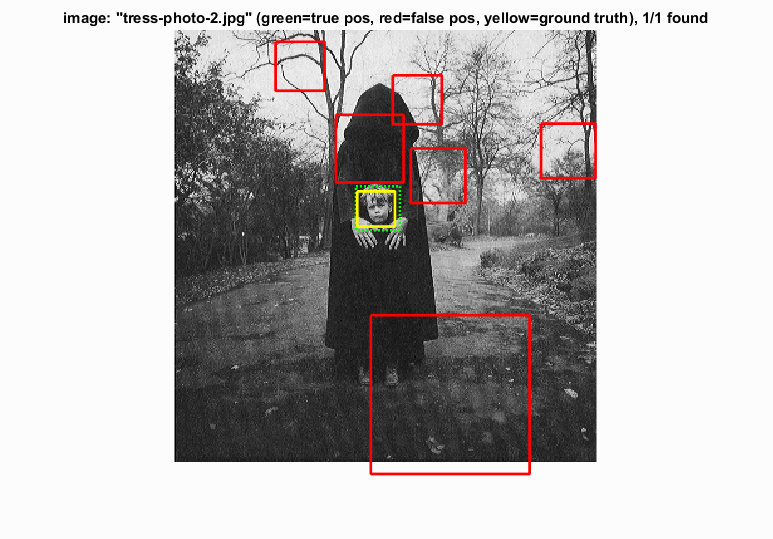 image: "tress-photo-2.jpg" (green=true pos, red=false pos, yellow=ground truth), 1/1 found